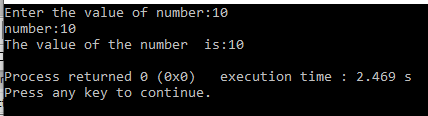 Enter the value of number:10
number:10
The value of the number  is:10
Process returned 0 (0x0)   execution time : 2.469 s
Press any key to continue.